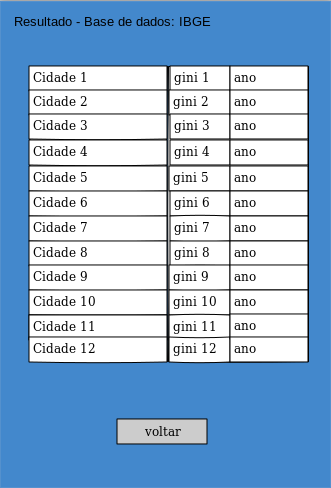 Resultado - Base de dados: IBGE
Cidade 1 gini 1 ano
Cidade 2 gini 2 ano
Cidade 3 gini 3 ano
Cidade 4 gini 4 ano
Cidade 5 gini 5 ano
Cidade 6 gini 6 ano
Cidade 7 gini 7 ano
Cidade 8 gini 8 ano
Cidade 9 gini 9 ano
Cidade 10 gini 10 ano
Cidade 11 gini 11 ano
Cidade 12 gini 12 ano
voltar